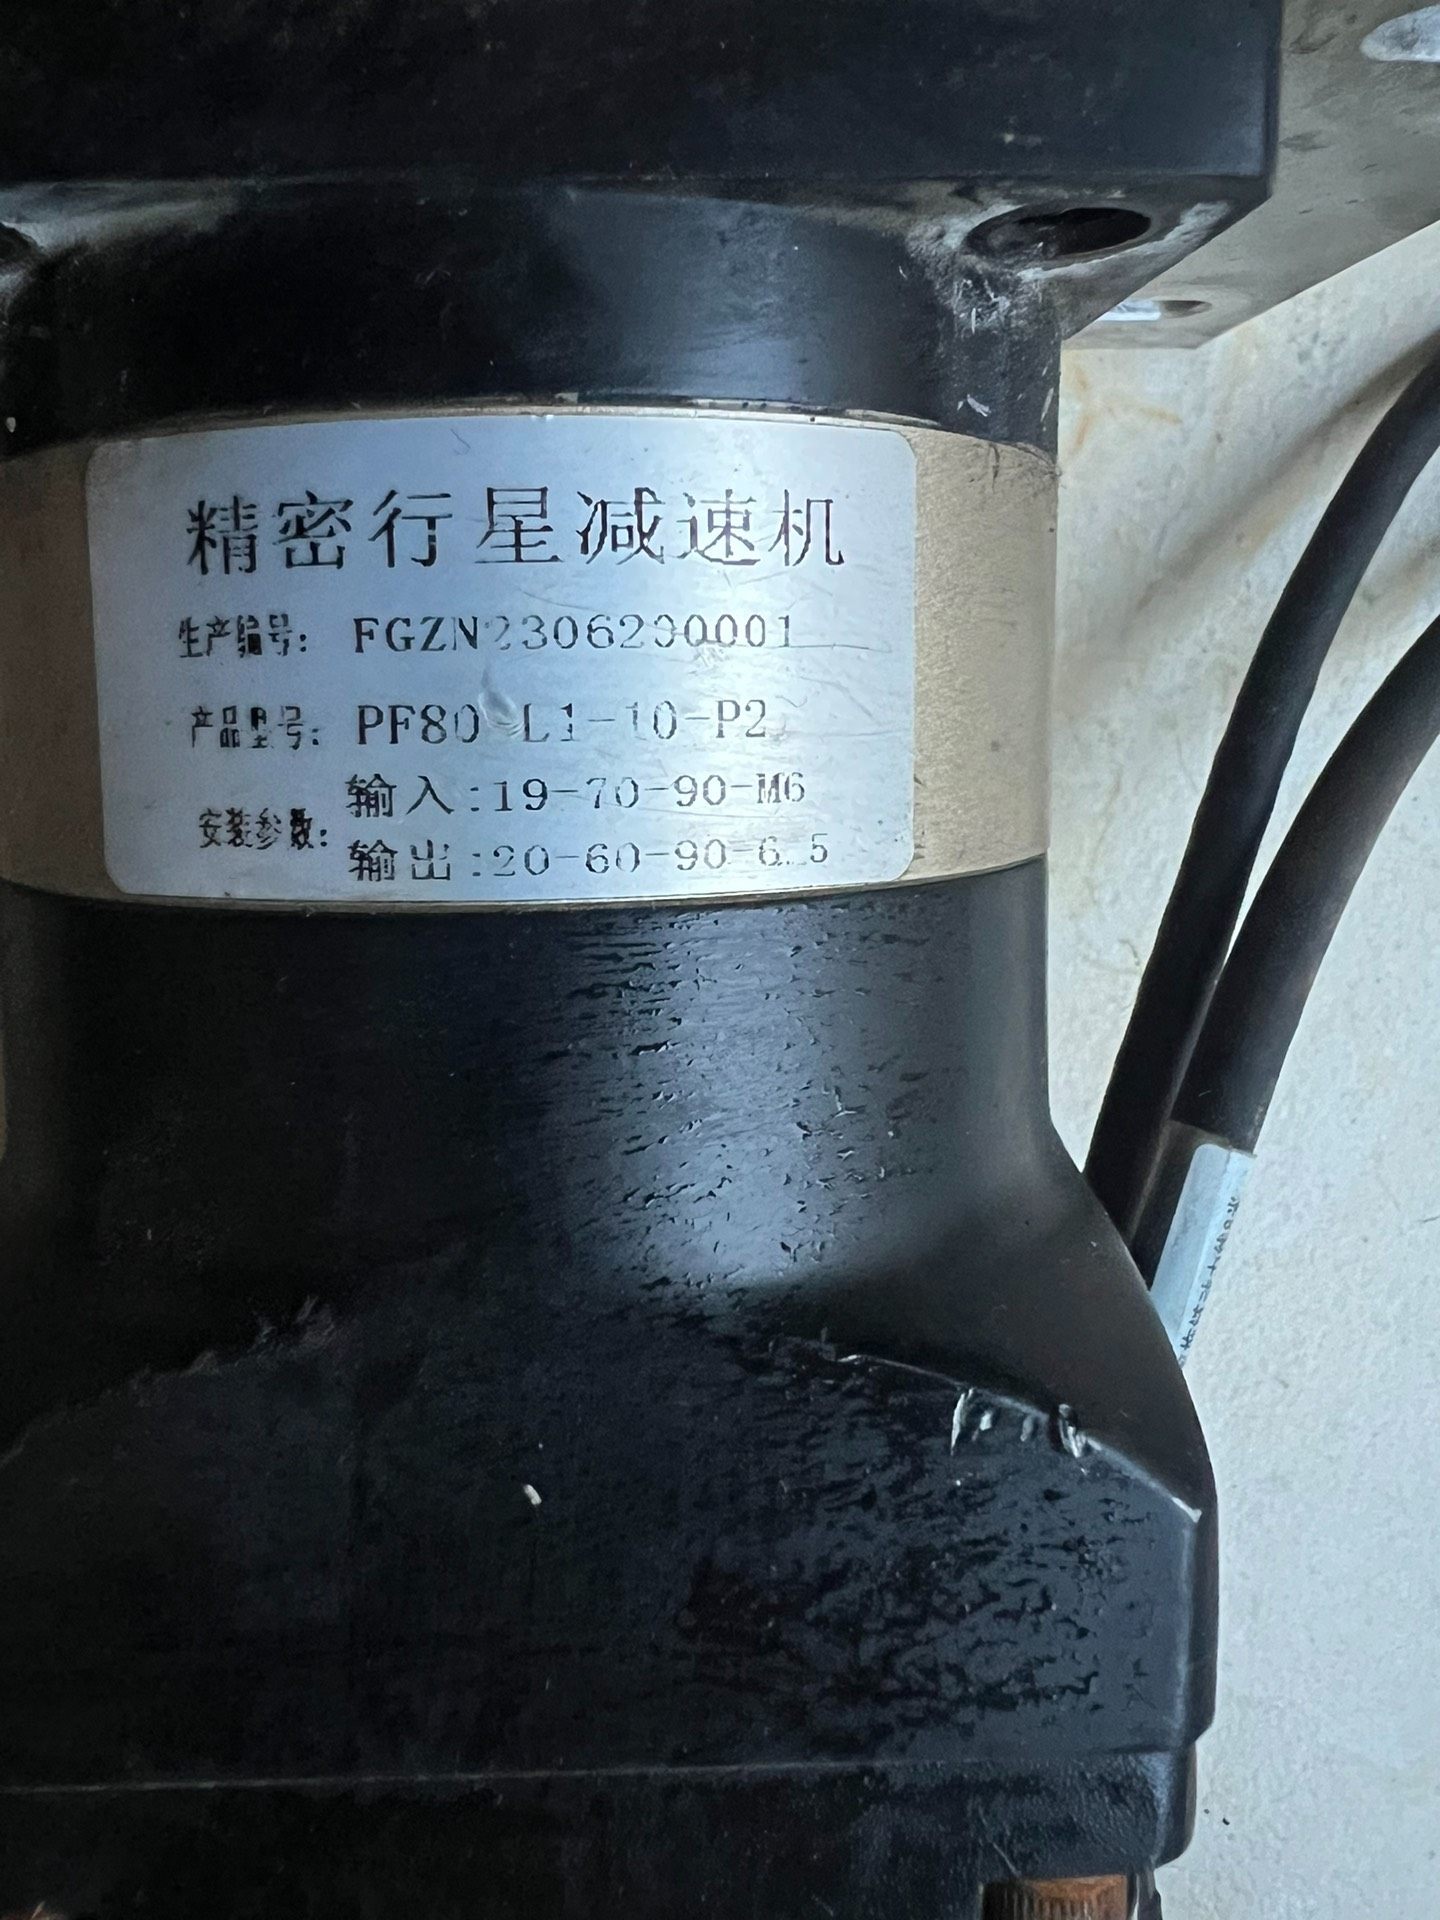 精密行星减速机
生产编号: FGZN2306200001
产品型号: PF80-L1-10-P2
安装参数:
输入:19-70-90-M6
输出:20-60-90-6.5